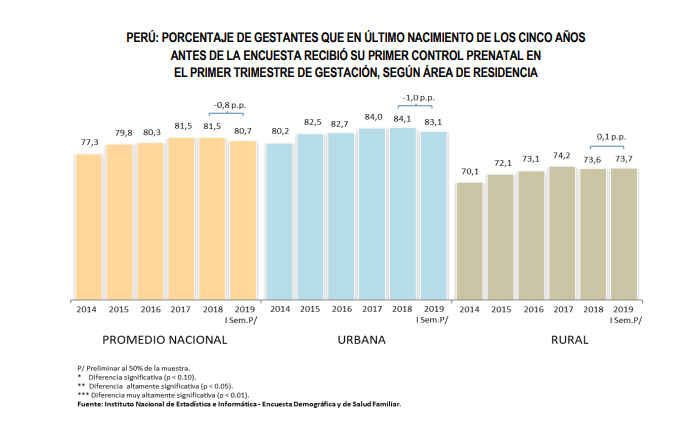 PERÚ: PORCENTAJE DE GESTANTES QUE EN ÚLTIMO NACIMIENTO DE LOS CINCO AÑOS
ANTES DE LA ENCUESTA RECIBIÓ SU PRIMER CONTROL PRENATAL EN
EL PRIMER TRIMESTRE DE GESTACIÓN, SEGÚN ÁREA DE RESIDENCIA
-0,8 p.p.
77,3 79,8 80,3 81,5 81,5 80,7
-1,0 p.p.
80,2 82,5 82,7 84,0 84,1 83,1
0,1 p.p.
70,1 72,1 73,1 74,2 73,6 73,7
2014 2015 2016 2017 2018 2019 2014 2015 2016 2017 2018 2019 2014 2015 2016 2017 2018 2019
I Sem.P/ I Sem.P/ I Sem.P/
PROMEDIO NACIONAL URBANA RURAL
P/ Preliminar al 50% de la muestra.
* Diferencia significativa (p < 0.10).
** Diferencia altamente significativa (p < 0.05).
*** Diferencia muy altamente significativa (p < 0.01).
Fuente: Instituto Nacional de Estadística e Informática - Encuesta Demográfica y de Salud Familiar.